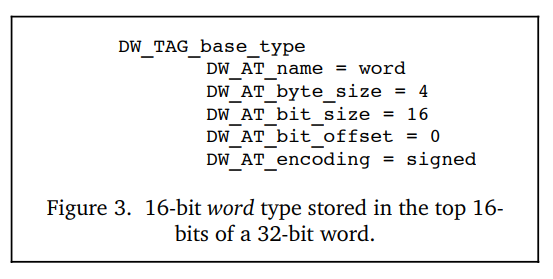 DW_TAG_base_type
DW_AT_name = word
DW_AT_byte_size = 4
DW_AT_bit_size = 16
DW_AT_bit_offset = 0
DW_AT_encoding = signed
Figure 3. 16-bit word type stored in the top 16-
bits of a 32-bit word.